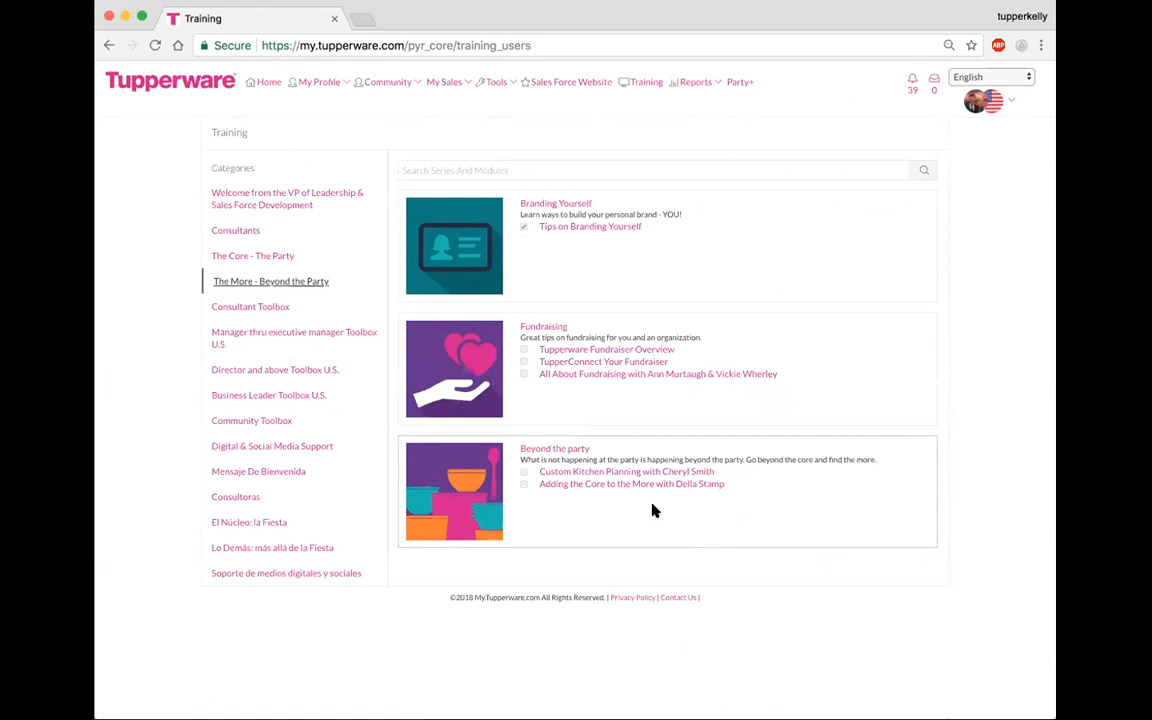 Training
tupperkelly
Secure
https://my.tupperware.com/pyr_core/training_users
ABP
Tupperware
Home
My Profile
Community
My Sales
Tools
Sales Force Website
Training
Reports
Party+
39
0
English
Training
Categories
Welcome from the VP of Leadership &
Sales Force Development
Consultants
The Core - The Party
The More - Beyond the Party
Consultant Toolbox
Manager thru executive manager Toolbox
U.S.
Director and above Toolbox U.S.
Business Leader Toolbox U.S.
Community Toolbox
Digital & Social Media Support
Mensaje De Bienvenida
Consultoras
El Núcleo: la Fiesta
Lo Demás: más allá de la Fiesta
Soporte de medios digitales y sociales
Search Series And Modules
Branding Yourself
Learn ways to build your personal brand - YOU!
Tips on Branding Yourself
Fundraising
Great tips on fundraising for you and an organization.
Tupperware Fundraiser Overview
TupperConnect Your Fundraiser
All About Fundraising with Ann Murtaugh & Vickie Wherley
Beyond the party
What is not happening at the party is happening beyond the party. Go beyond the core and find the more.
Custom Kitchen Planning with Cheryl Smith
Adding the Core to the More with Della Stamp
©2018 My.Tupperware.com All Rights Reserved. | Privacy Policy | Contact Us |